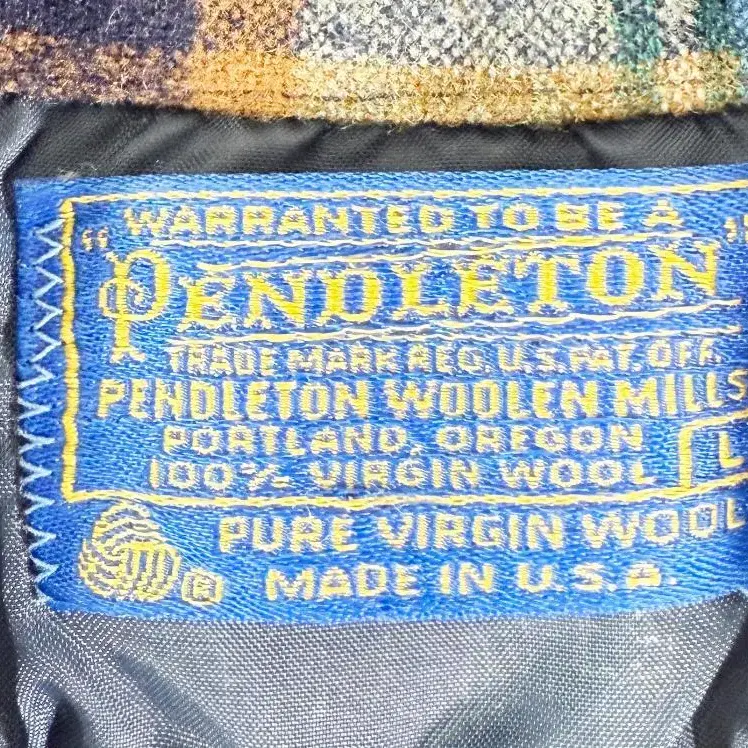 WARRANTED TO BE A
"PENDLETON"
TRADE MARK REG. U.S. PAT. OFF.
PENDLETON WOOLEN MILLS
PORTLAND, OREGON
100% VIRGIN WOOL
L
PURE VIRGIN WOOL
® MADE IN U.S.A.